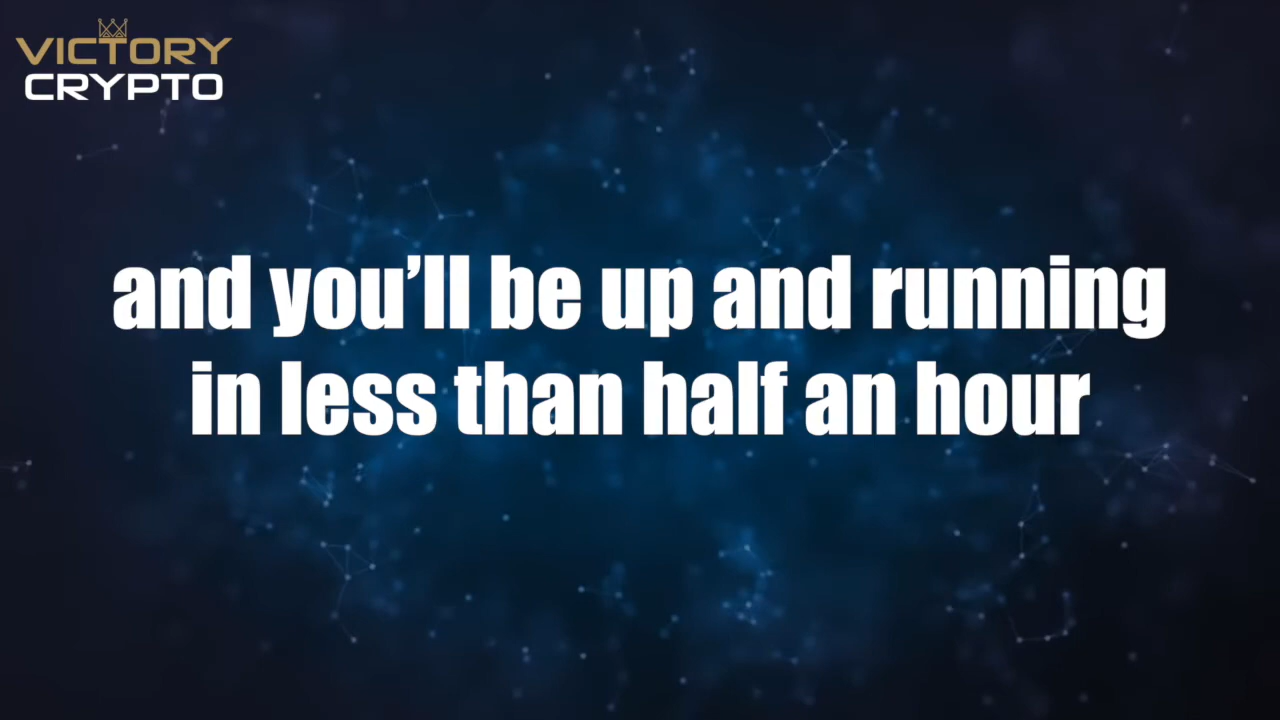 VICTORY
CRYPTO
and you’ll be up and running
in less than half an hour